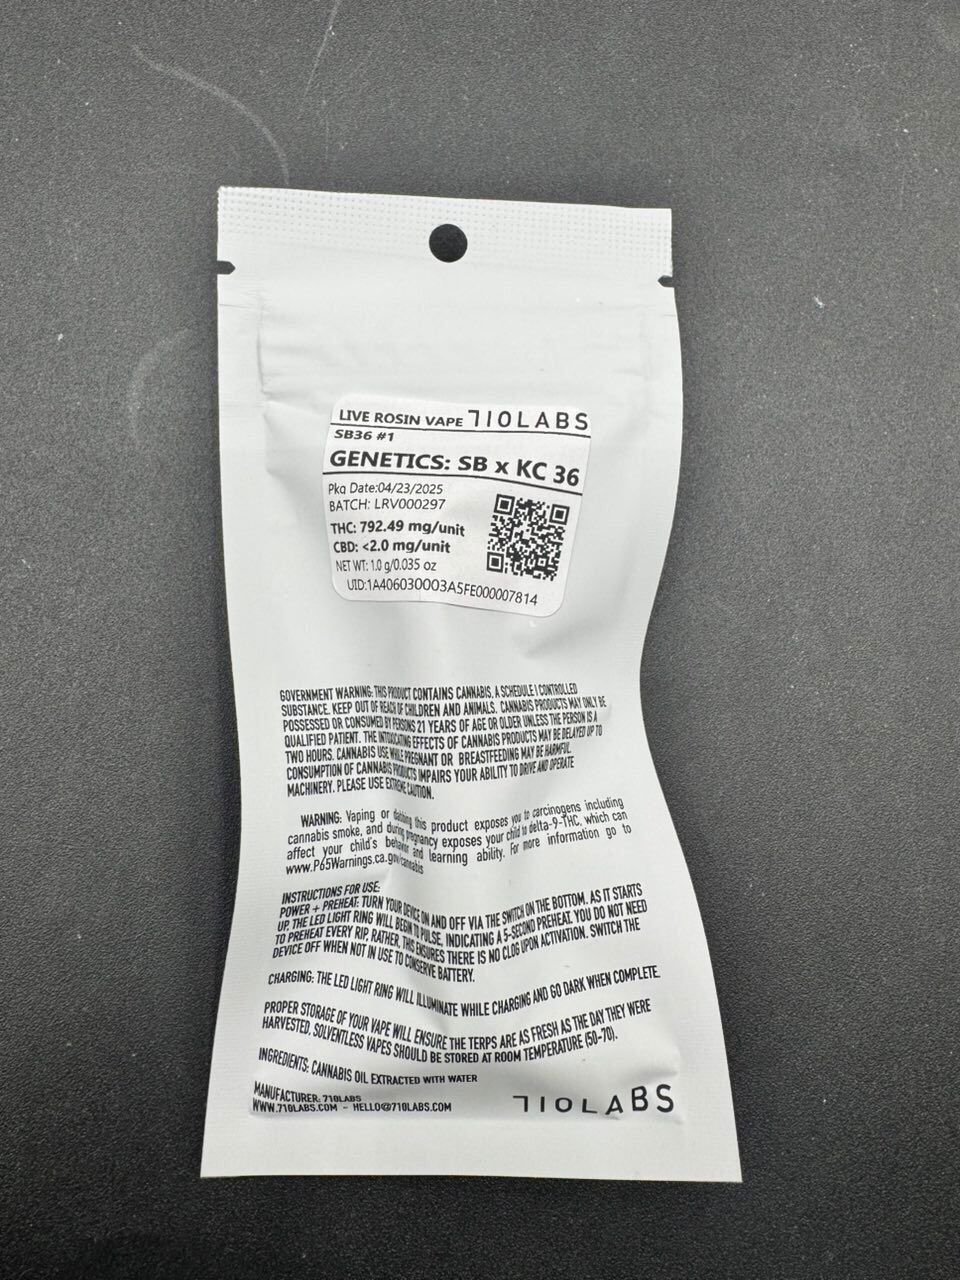 LIVE ROSIN VAPE 710LABS
SB36 #1
GENETICS: SB x KC 36
Pkg Date:04/23/2025
BATCH: LRV000297
THC: 792.49 mg/unit
CBD: <2.0 mg/unit
NET WT: 1.0 g/0.035 oz
UID:1A406030003A5FE000007814
GOVERNMENT WARNING: THIS PRODUCT CONTAINS CANNABIS, A SCHEDULE I CONTROLLED
SUBSTANCE. KEEP OUT OF REACH OF CHILDREN AND ANIMALS. CANNABIS PRODUCTS MAY ONLY BE
POSSESSED OR CONSUMED BY PERSONS 21 YEARS OF AGE OR OLDER UNLESS THE PERSON IS A
QUALIFIED PATIENT. THE INTOXICATING EFFECTS OF CANNABIS PRODUCTS MAY BE DELAYED UP TO
TWO HOURS. CANNABIS USE WHILE PREGNANT OR BREASTFEEDING MAY BE HARMFUL.
CONSUMPTION OF CANNABIS PRODUCTS IMPAIRS YOUR ABILITY TO DRIVE AND OPERATE
MACHINERY. PLEASE USE EXTREME CAUTION.
WARNING: Vaping or dabbing this product exposes you to carcinogens including
cannabis smoke, and during pregnancy exposes your child to delta-9-THC, which can
affect your child's behavior and learning ability. For more information go to
www.P65Warnings.ca.gov/cannabis
INSTRUCTIONS FOR USE:
POWER + PREHEAT: TURN YOUR DEVICE ON AND OFF VIA THE SWITCH ON THE BOTTOM. AS IT STARTS
UP, THE LED LIGHT RING WILL BEGIN TO PULSE, INDICATING A 5-SECOND PREHEAT. YOU DO NOT NEED
TO PREHEAT EVERY RIP, RATHER, THIS ENSURES THERE IS NO CLOG UPON ACTIVATION. SWITCH THE
DEVICE OFF WHEN NOT IN USE TO CONSERVE BATTERY.
CHARGING: THE LED LIGHT RING WILL ILLUMINATE WHILE CHARGING AND GO DARK WHEN COMPLETE.
PROPER STORAGE OF YOUR VAPE WILL ENSURE THE TERPS ARE AS FRESH AS THE DAY THEY WERE
HARVESTED. SOLVENTLESS VAPES SHOULD BE STORED AT ROOM TEMPERATURE (50-70).
INGREDIENTS: CANNABIS OIL EXTRACTED WITH WATER
MANUFACTURER: 710LABS
WWW.710LABS.COM - HELLO@710LABS.COM
710LABS